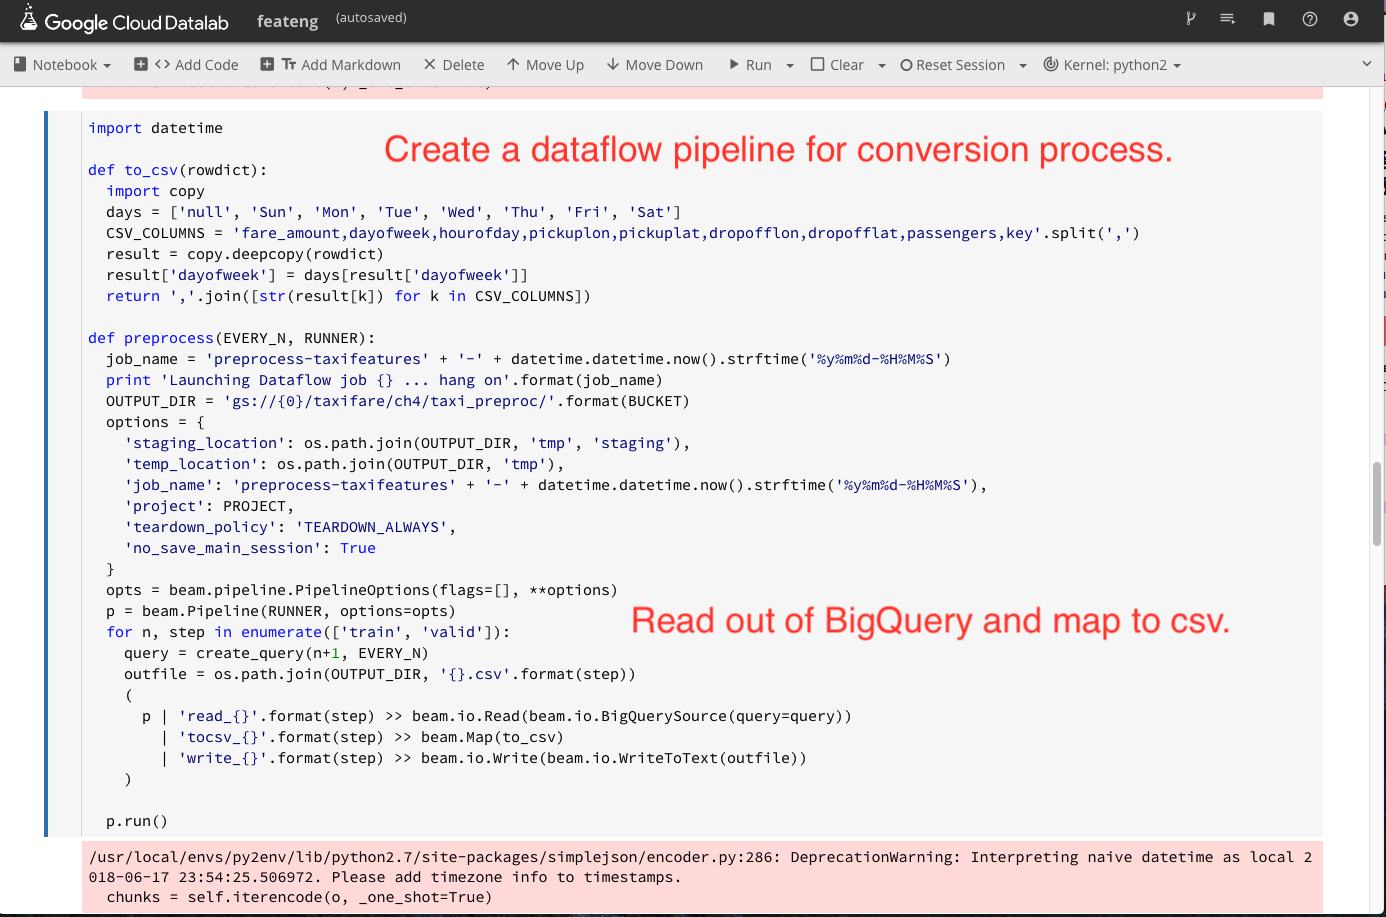 Google Cloud Datalab feateng (autosaved)
Notebook Add Code Add Markdown Delete Move Up Move Down Run Clear Reset Session Kernel: python2
import datetime
Create a dataflow pipeline for conversion process.
def to_csv(rowdict):
  import copy
  days = ['null', 'Sun', 'Mon', 'Tue', 'Wed', 'Thu', 'Fri', 'Sat']
  CSV_COLUMNS = 'fare_amount,dayofweek,hourofday,pickuplon,pickuplat,dropofflon,dropofflat,passengers,key'.split(',')
  result = copy.deepcopy(rowdict)
  result['dayofweek'] = days[result['dayofweek']]
  return ','.join([str(result[k]) for k in CSV_COLUMNS])
def preprocess(EVERY_N, RUNNER):
  job_name = 'preprocess-taxifeatures' + '-' + datetime.datetime.now().strftime('%y%m%d-%H%M%S')
  print 'Launching Dataflow job {} ... hang on'.format(job_name)
  OUTPUT_DIR = 'gs://{0}/taxifare/ch4/taxi_preproc/'.format(BUCKET)
  options = {
    'staging_location': os.path.join(OUTPUT_DIR, 'tmp', 'staging'),
    'temp_location': os.path.join(OUTPUT_DIR, 'tmp'),
    'job_name': 'preprocess-taxifeatures' + '-' + datetime.datetime.now().strftime('%y%m%d-%H%M%S'),
    'project': PROJECT,
    'teardown_policy': 'TEARDOWN_ALWAYS',
    'no_save_main_session': True
  }
  opts = beam.pipeline.PipelineOptions(flags=[], **options)
  p = beam.Pipeline(RUNNER, options=opts)
Read out of BigQuery and map to csv.
  for n, step in enumerate(['train', 'valid']):
    query = create_query(n+1, EVERY_N)
    outfile = os.path.join(OUTPUT_DIR, '{}.csv'.format(step))
    (
      p | 'read_{}'.format(step) >> beam.io.Read(beam.io.BigQuerySource(query=query))
        | 'tocsv_{}'.format(step) >> beam.Map(to_csv)
        | 'write_{}'.format(step) >> beam.io.Write(beam.io.WriteToText(outfile))
    )
  p.run()
/usr/local/envs/py2env/lib/python2.7/site-packages/simplejson/encoder.py:286: DeprecationWarning: Interpreting naive datetime as local 2
018-06-17 23:54:25.506972. Please add timezone info to timestamps.
  chunks = self.iterencode(o, _one_shot=True)